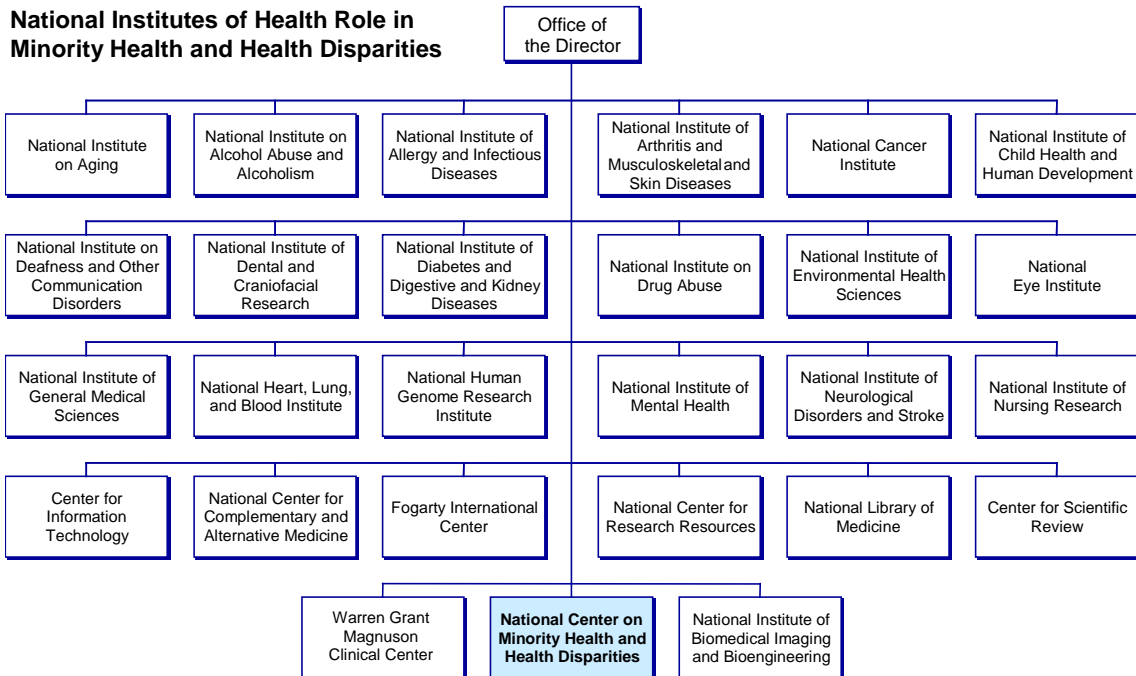 National Institutes of Health Role in
Minority Health and Health Disparities
Office of
the Director
National Institute
on Aging
National Institute on
Alcohol Abuse and
Alcoholism
National Institute of
Allergy and Infectious
Diseases
National Institute of
Arthritis and
Musculoskeletal and
Skin Diseases
National Cancer
Institute
National Institute of
Child Health and
Human Development
National Institute on
Deafness and Other
Communication
Disorders
National Institute of
Dental and
Craniofacial
Research
National Institute of
Diabetes and
Digestive and Kidney
Diseases
National Institute on
Drug Abuse
National Institute of
Environmental Health
Sciences
National
Eye Institute
National Institute of
General Medical
Sciences
National Heart, Lung,
and Blood Institute
National Human
Genome Research
Institute
National Institute of
Mental Health
National Institute of
Neurological
Disorders and Stroke
National Institute of
Nursing Research
Center for
Information
Technology
National Center for
Complementary and
Alternative Medicine
Fogarty International
Center
National Center for
Research Resources
National Library of
Medicine
Center for Scientific
Review
Warren Grant
Magnuson
Clinical Center
National Center on
Minority Health and
Health Disparities
National Institute of
Biomedical Imaging
and Bioengineering